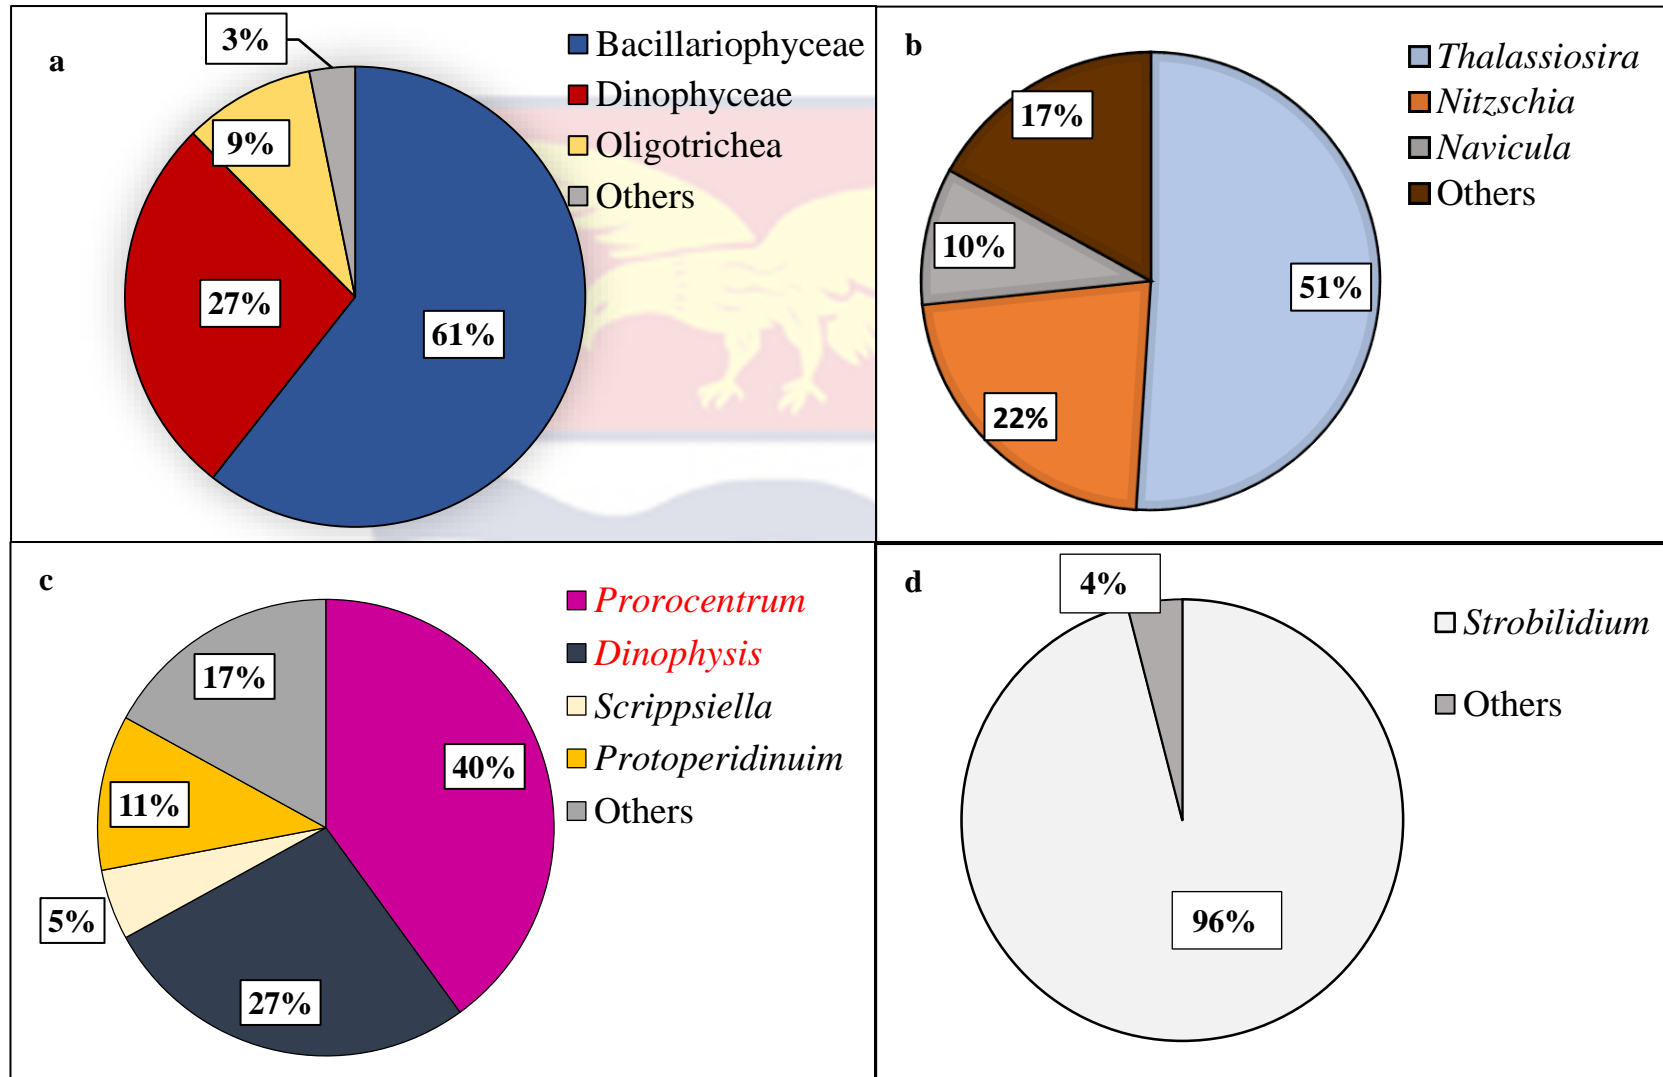 a
3%
9%
27%
61%
Bacillariophyceae
Dinophyceae
Oligotrichea
Others
b
17%
10%
22%
51%
Thalassiosira
Nitzschia
Navicula
Others
c
17%
11%
5%
27%
40%
Prorocentrum
Dinophysis
Scrippsiella
Protoperidinuim
Others
d
4%
96%
Strobilidium
Others